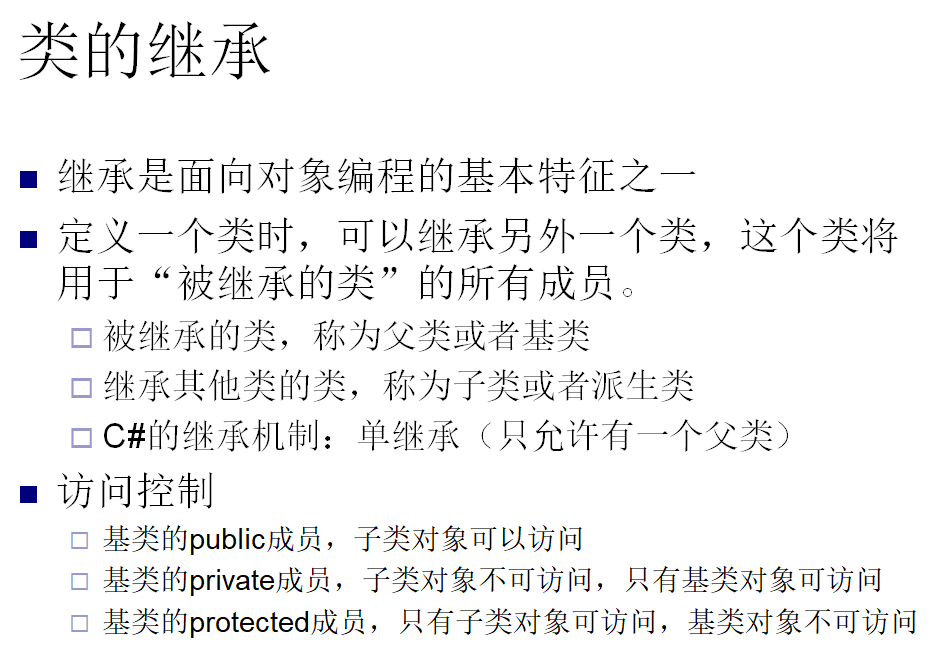 类的继承
继承是面向对象编程的基本特征之一
定义一个类时，可以继承另外一个类，这个类将
用于“被继承的类”的所有成员。
被继承的类，称为父类或者基类
继承其他类的类，称为子类或者派生类
C#的继承机制：单继承（只允许有一个父类）
访问控制
基类的public成员，子类对象可以访问
基类的private成员，子类对象不可访问，只有基类对象可访问
基类的protected成员，只有子类对象可访问，基类对象不可访问